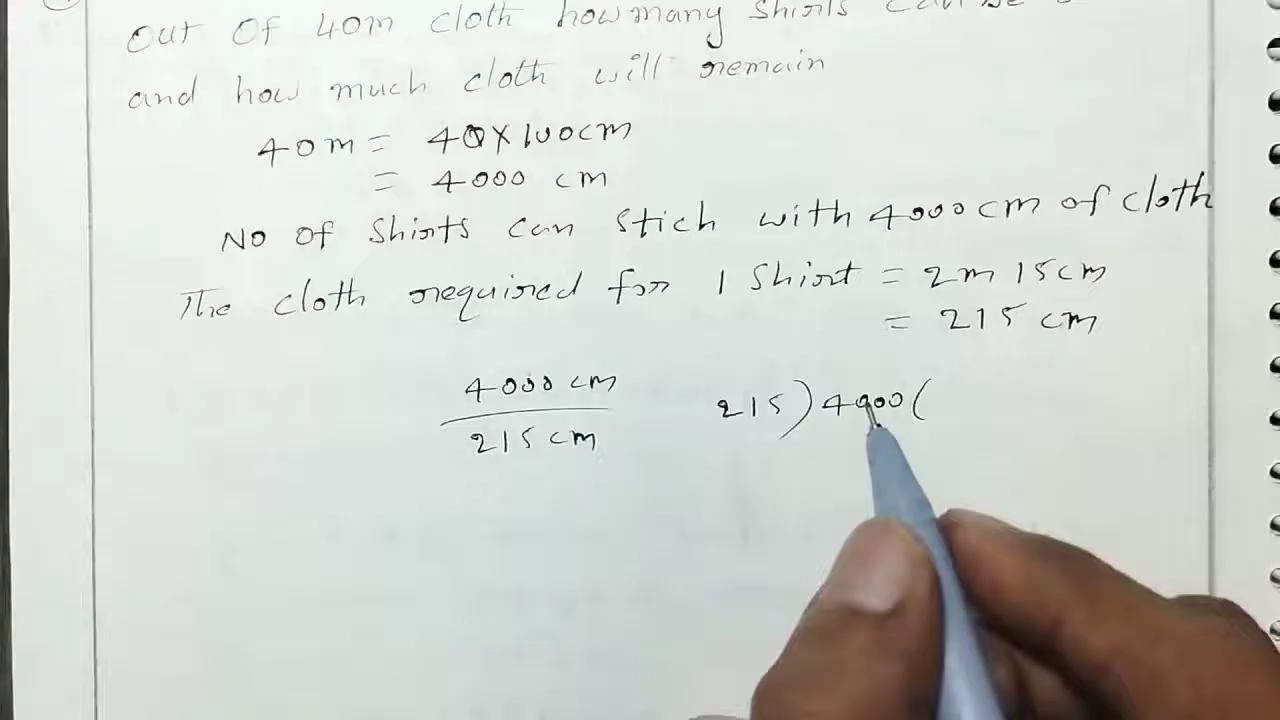 out of 40m cloth how many shirts can be
and how much cloth will remain
40m = 40 X 100cm
= 4000 cm
No of shirts can stich with 4000cm of cloth
The cloth required for 1 shirt = 2m 15cm
= 215 cm
4000 cm
215 cm
215 ) 4000 (